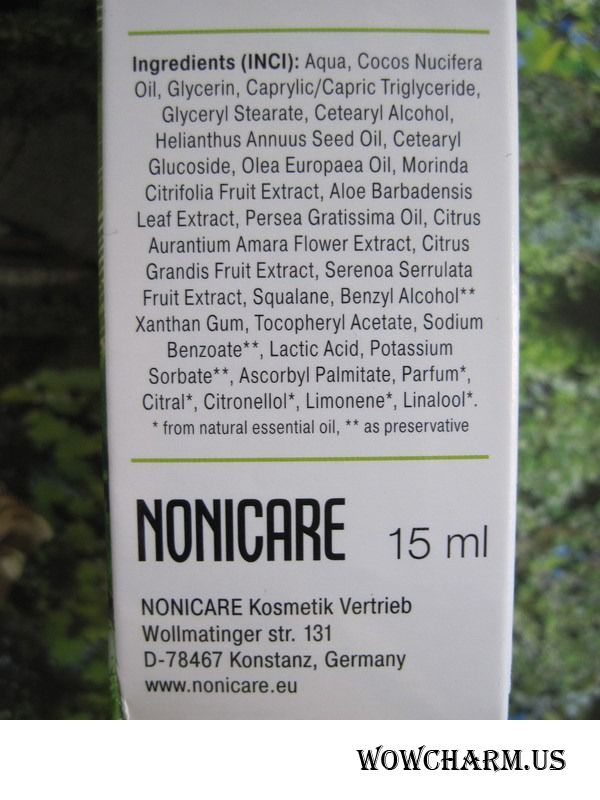 Ingredients (INCI): Aqua, Cocos Nucifera
Oil, Glycerin, Caprylic/Capric Triglyceride,
Glyceryl Stearate, Cetearyl Alcohol,
Helianthus Annuus Seed Oil, Cetearyl
Glucoside, Olea Europaea Oil, Morinda
Citrifolia Fruit Extract, Aloe Barbadensis
Leaf Extract, Persea Gratissima Oil, Citrus
Aurantium Amara Flower Extract, Citrus
Grandis Fruit Extract, Serenoa Serrulata
Fruit Extract, Squalane, Benzyl Alcohol**
Xanthan Gum, Tocopheryl Acetate, Sodium
Benzoate**, Lactic Acid, Potassium
Sorbate**, Ascorbyl Palmitate, Parfum*,
Citral*, Citronellol*, Limonene*, Linalool*.
* from natural essential oil, ** as preservative
NONICARE 15 ml
NONICARE Kosmetik Vertrieb
Wollmatinger str. 131
D-78467 Konstanz, Germany
www.nonicare.eu
WOWCHARM.US